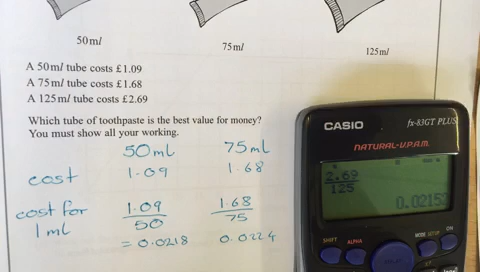 50ml
75ml
125ml
A 50ml tube costs £1.09
A 75ml tube costs £1.68
A 125ml tube costs £2.69
Which tube of toothpaste is the best value for money?
You must show all your working.
50ml 75ml
cost 1.09 1.68
cost for 1ml
1.09/50 1.68/75
= 0.0218 0.0224
CASIO fx-83GT PLUS
NATURAL-V.P.A.M.
2.69
125
0.02152
SHIFT ALPHA MODE SETUP ON